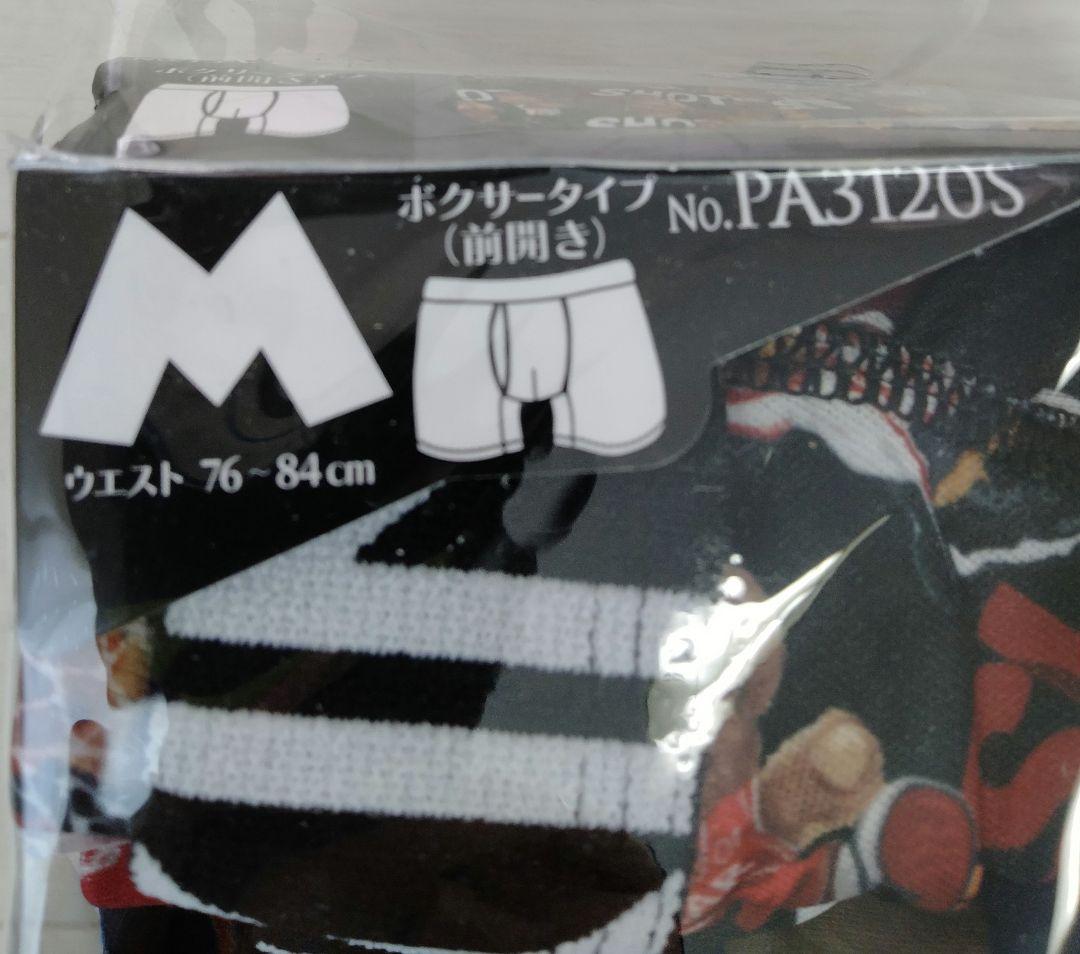 ボクサータイプ
(前開き)
No.PA3120S
M
ウエスト 76~84cm